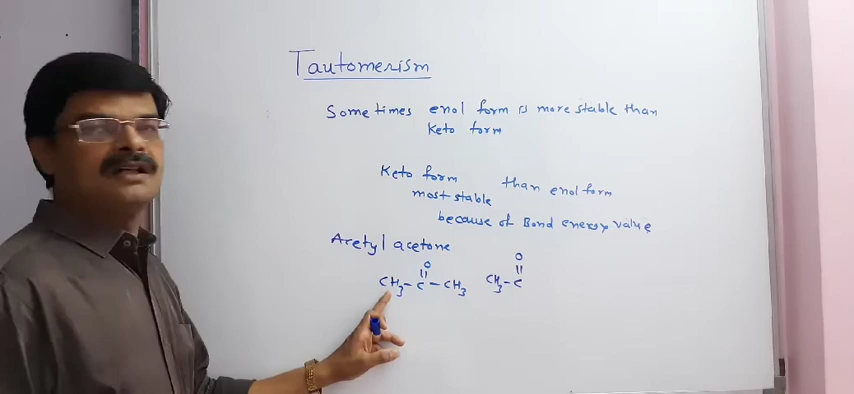 Tautomerism
Sometimes enol form is more stable than
Keto form
Keto form than enol form
most stable
because of Bond energy value
Acetyl acetone
O O
|| ||
CH3-C-CH3 CH3-C